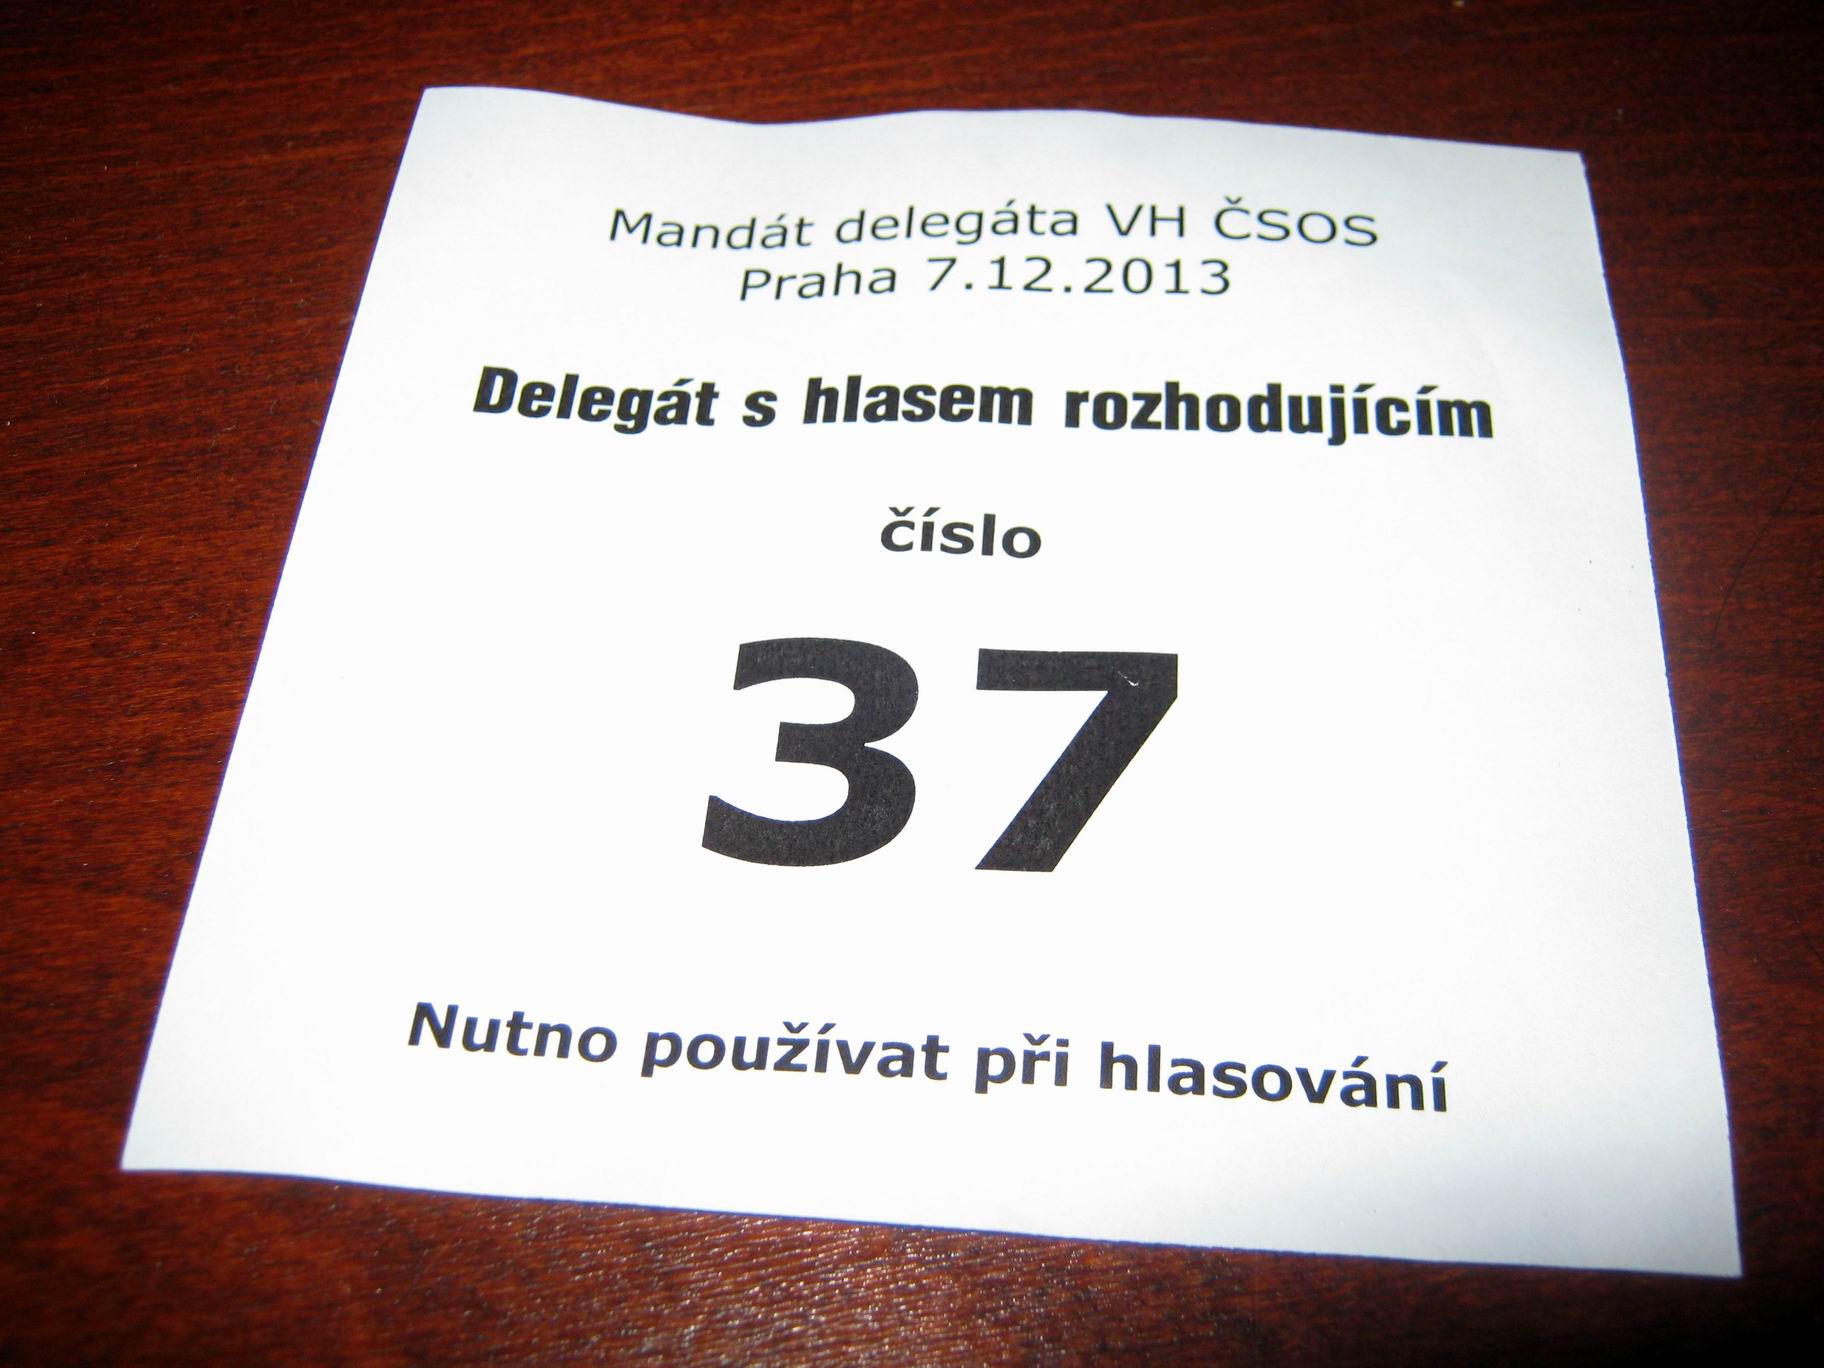 Mandát delegáta VH ČSOS
Praha 7.12.2013
Delegát s hlasem rozhodujícím
číslo
37
Nutno používat při hlasování